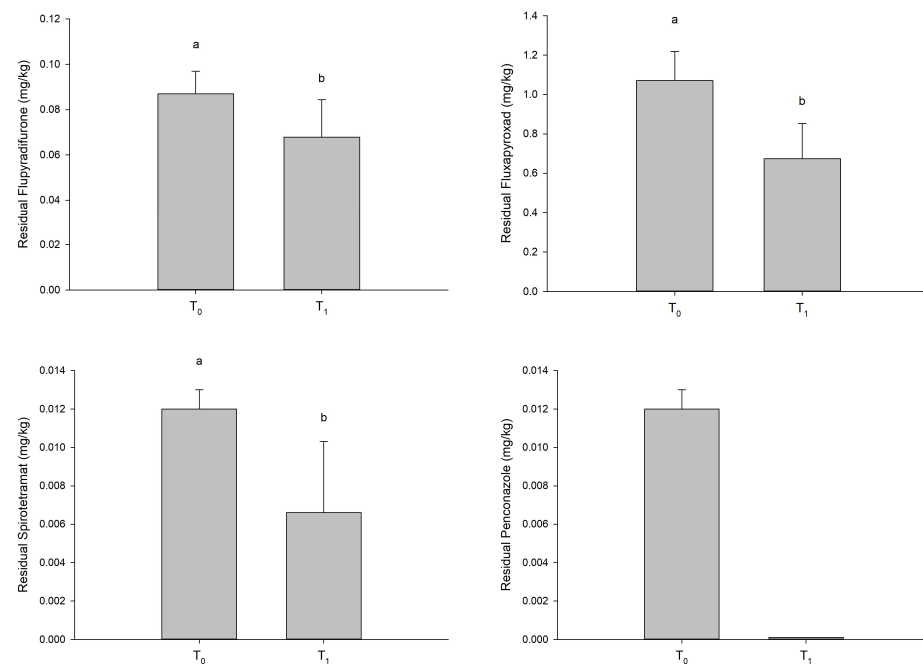 Residual Flupyradifurone (mg/kg)
0.12
0.10
0.08
0.06
0.04
0.02
0.00
a
b
T₀
T₁
Residual Fluxapyroxad (mg/kg)
1.4
1.2
1.0
0.8
0.6
0.4
0.2
0.0
a
b
T₀
T₁
Residual Spirotetramat (mg/kg)
0.014
0.012
0.010
0.008
0.006
0.004
0.002
0.000
a
b
T₀
T₁
Residual Penconazole (mg/kg)
0.014
0.012
0.010
0.008
0.006
0.004
0.002
0.000
T₀
T₁